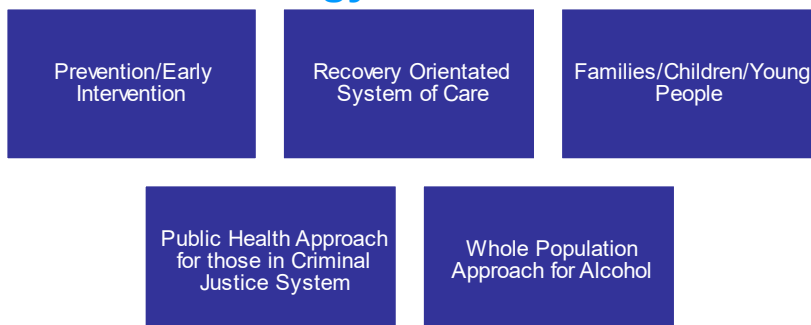 Prevention/Early
Intervention
Recovery Orientated
System of Care
Families/Children/Young
People
Public Health Approach
for those in Criminal
Justice System
Whole Population
Approach for Alcohol